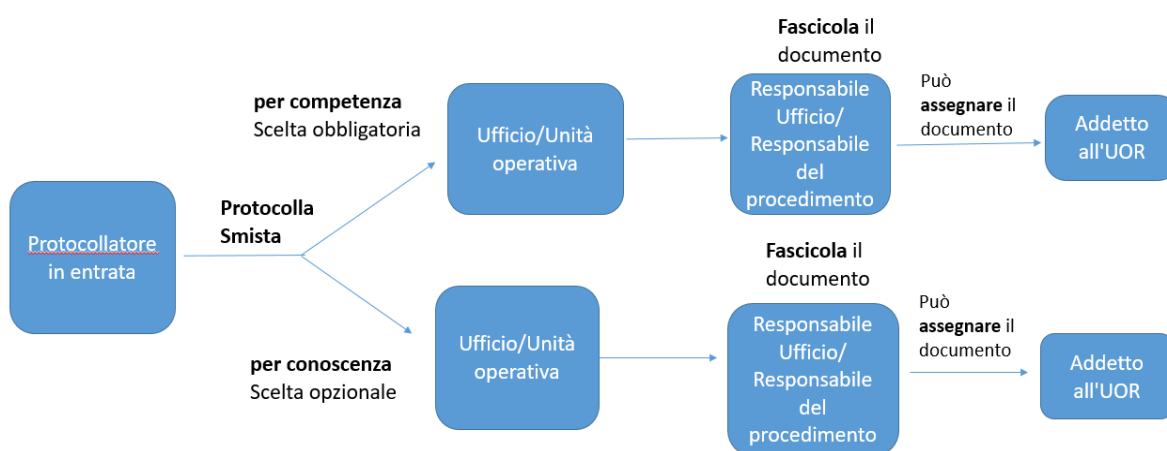 Protocollatore
in entrata
Protocolla
Smista
per competenza
Scelta obbligatoria
Ufficio/Unità
operativa
Fascicola il
documento
Responsabile
Ufficio/
Responsabile
del
procedimento
Può
assegnare il
documento
Addetto
all'UOR
per conoscenza
Scelta opzionale
Ufficio/Unità
operativa
Fascicola il
documento
Responsabile
Ufficio/
Responsabile
del
procedimento
Può
assegnare il
documento
Addetto
all'UOR